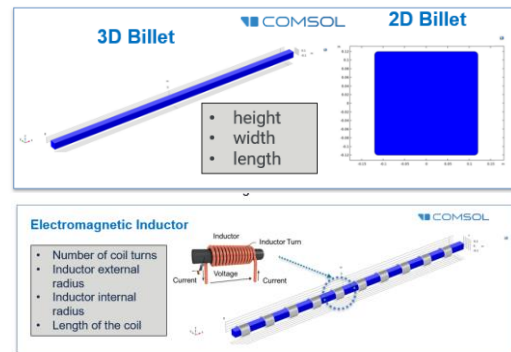 3D Billet
COMSOL
2D Billet
• height
• width
• length
Electromagnetic Inductor
COMSOL
• Number of coil turns
• Inductor external
radius
• Inductor internal
radius
• Length of the coil
Inductor
Inductor Turn
Current
Voltage
Current